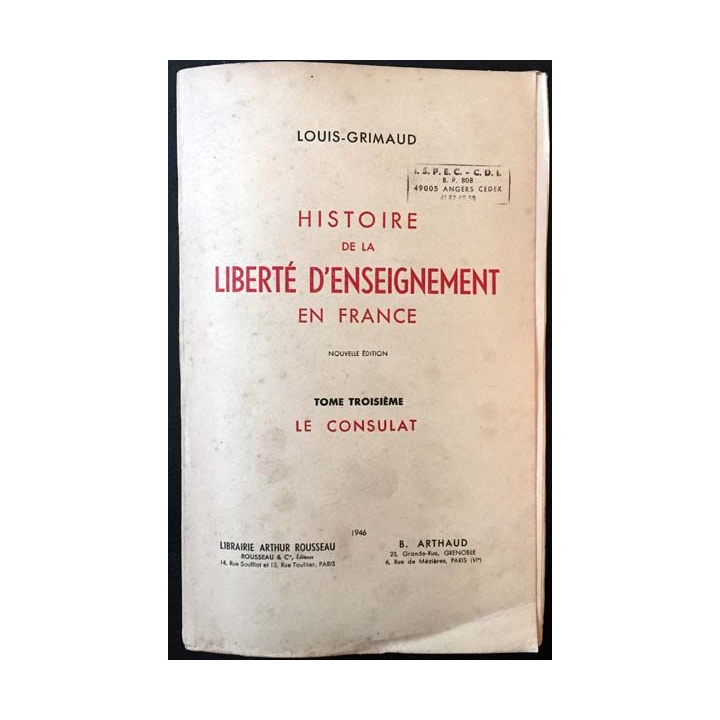 LOUIS-GRIMAUD
I. S. P. E. C. - C. D. I.
B. P. 808
49005 ANGERS CEDEX
HISTOIRE
DE LA
LIBERTÉ D'ENSEIGNEMENT
EN FRANCE
NOUVELLE ÉDITION
TOME TROISIÈME
LE CONSULAT
1946
LIBRAIRIE ARTHUR ROUSSEAU
ROUSSEAU & Cie, Éditeurs
14, Rue Soufflot et 13, Rue Toullier, PARIS
B. ARTHAUD
23, Grande-Rue, GRENOBLE
6, Rue de Mézières, PARIS (VIe)